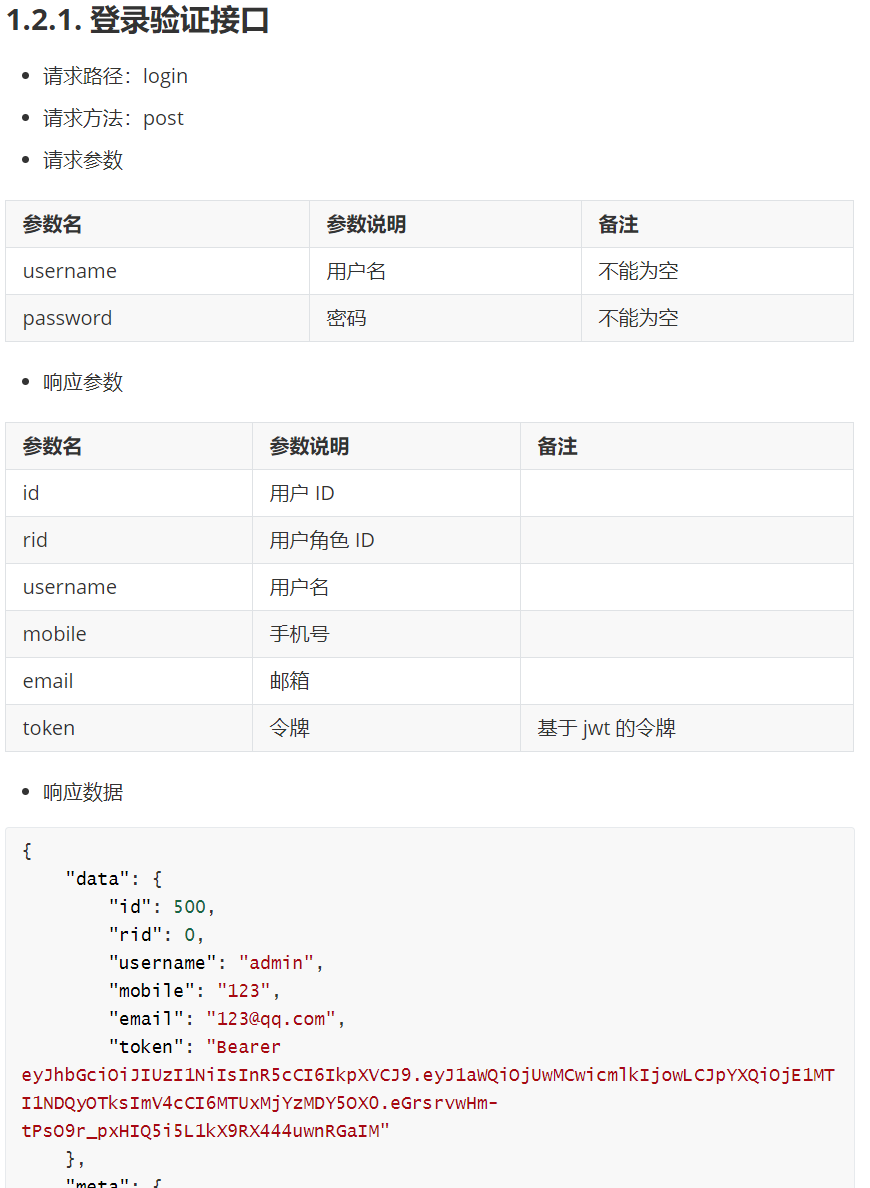 1.2.1. 登录验证接口
请求路径：login
请求方法：post
请求参数
参数名 参数说明 备注
username 用户名 不能为空
password 密码 不能为空
响应参数
参数名 参数说明 备注
id 用户 ID
rid 用户角色 ID
username 用户名
mobile 手机号
email 邮箱
token 令牌 基于 jwt 的令牌
响应数据
{
"data": {
"id": 500,
"rid": 0,
"username": "admin",
"mobile": "123",
"email": "123@qq.com",
"token": "Bearer
eyJhbGciOiJIUzI1NiIsInR5cCI6IkpXVCJ9.eyJ1aWQiOjUwMCwicmlkIjowLCJpYXQiOjE1MT
I1NDQyOTksImV4cCI6MTUxMjYzMDY5OX0.eGrsrvwHm-
tPsO9r_pxHIQ5i5L1kX9RX444uwnRGaIM"
},
"meta": {